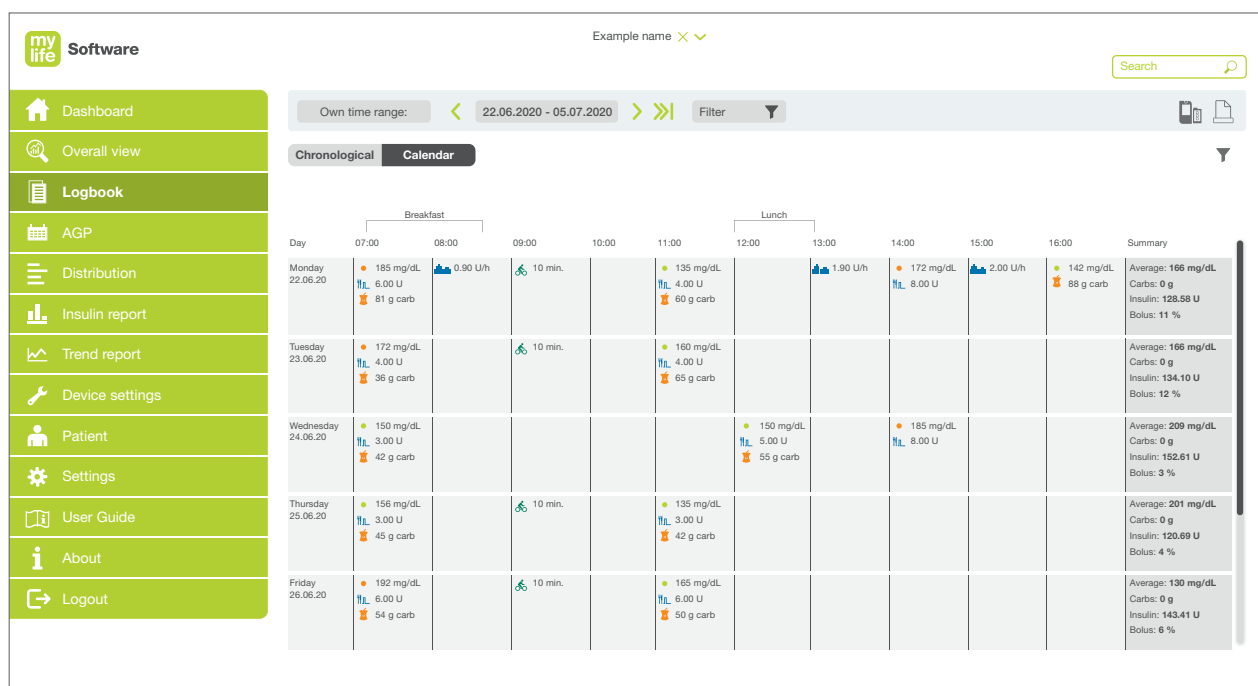 my
life
Software
Example name
Search
Dashboard
Overall view
Logbook
AGP
Distribution
Insulin report
Trend report
Device settings
Patient
Settings
User Guide
About
Logout
Own time range: 22.06.2020 - 05.07.2020 Filter
Chronological Calendar
Breakfast Lunch
Day 07:00 08:00 09:00 10:00 11:00 12:00 13:00 14:00 15:00 16:00 Summary
Monday 185 mg/dL 0.90 U/h 10 min. 135 mg/dL 1.90 U/h 172 mg/dL 2.00 U/h 142 mg/dL Average: 166 mg/dL
22.06.20 6.00 U 4.00 U 8.00 U 88 g carb Carbs: 0 g
81 g carb 60 g carb Insulin: 128.58 U
Bolus: 11 %
Tuesday 172 mg/dL 10 min. 160 mg/dL Average: 166 mg/dL
23.06.20 4.00 U 4.00 U Carbs: 0 g
36 g carb 65 g carb Insulin: 134.10 U
Bolus: 12 %
Wednesday 150 mg/dL 150 mg/dL 185 mg/dL Average: 209 mg/dL
24.06.20 3.00 U 5.00 U 8.00 U Carbs: 0 g
42 g carb 55 g carb Insulin: 152.61 U
Bolus: 3 %
Thursday 156 mg/dL 10 min. 135 mg/dL Average: 201 mg/dL
25.06.20 3.00 U 3.00 U Carbs: 0 g
45 g carb 42 g carb Insulin: 120.69 U
Bolus: 4 %
Friday 192 mg/dL 10 min. 165 mg/dL Average: 130 mg/dL
26.06.20 6.00 U 6.00 U Carbs: 0 g
54 g carb 50 g carb Insulin: 143.41 U
Bolus: 6 %